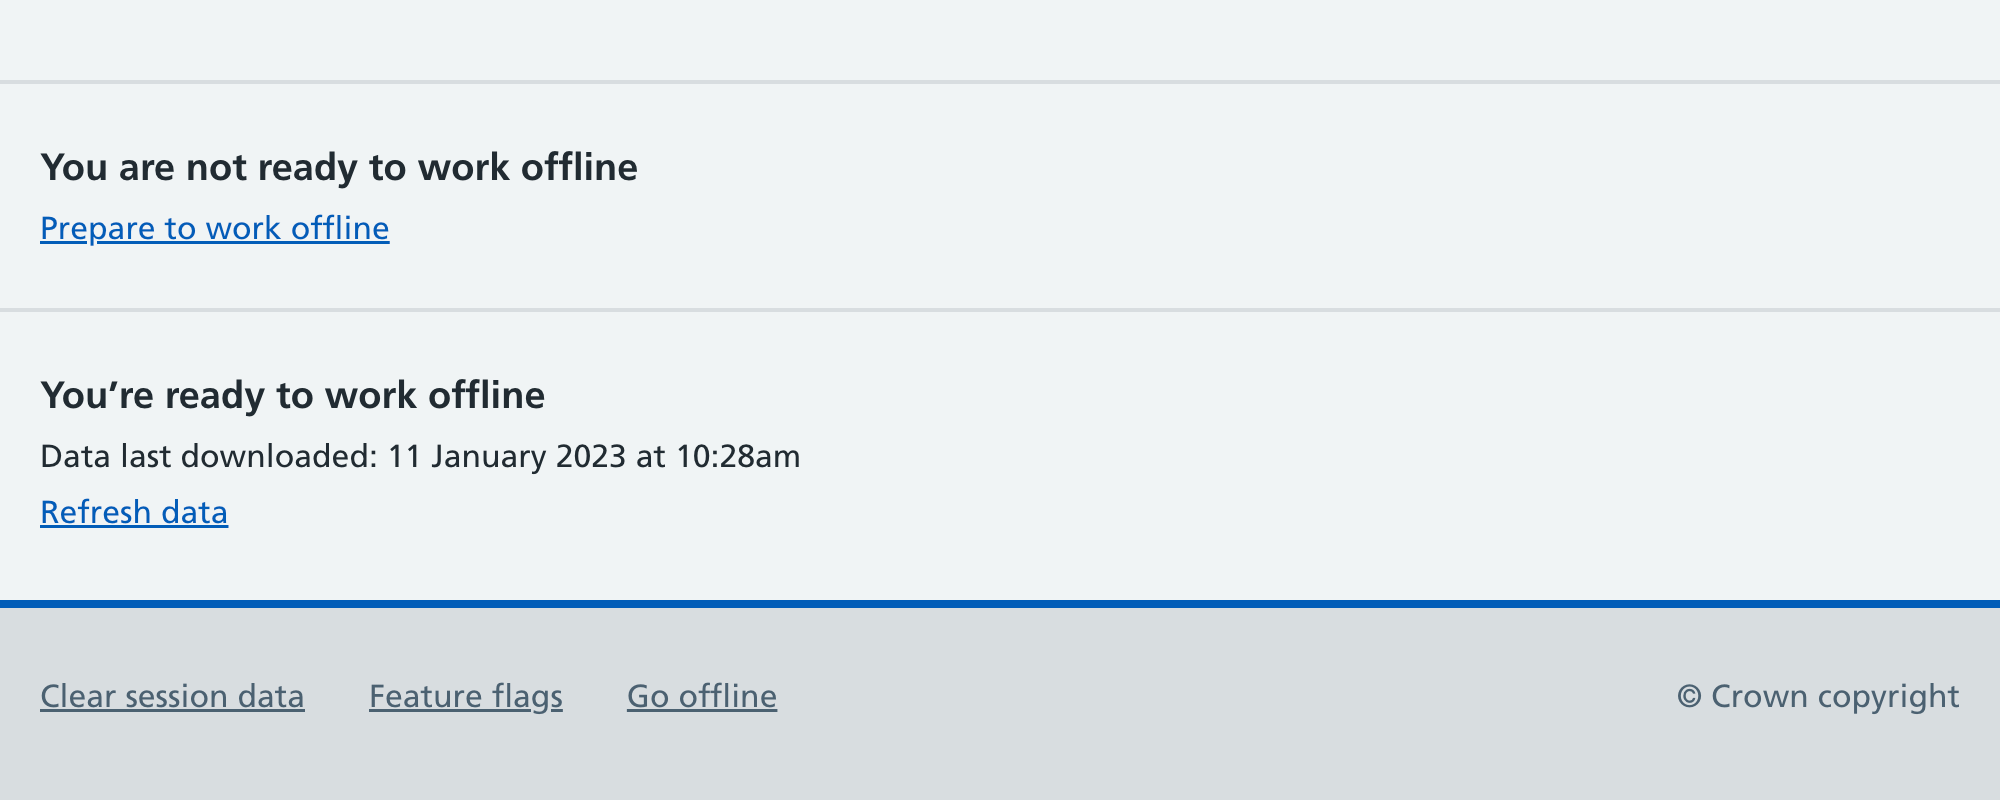 You are not ready to work offline
Prepare to work offline
You’re ready to work offline
Data last downloaded: 11 January 2023 at 10:28am
Refresh data
Clear session data Feature flags Go offline © Crown copyright